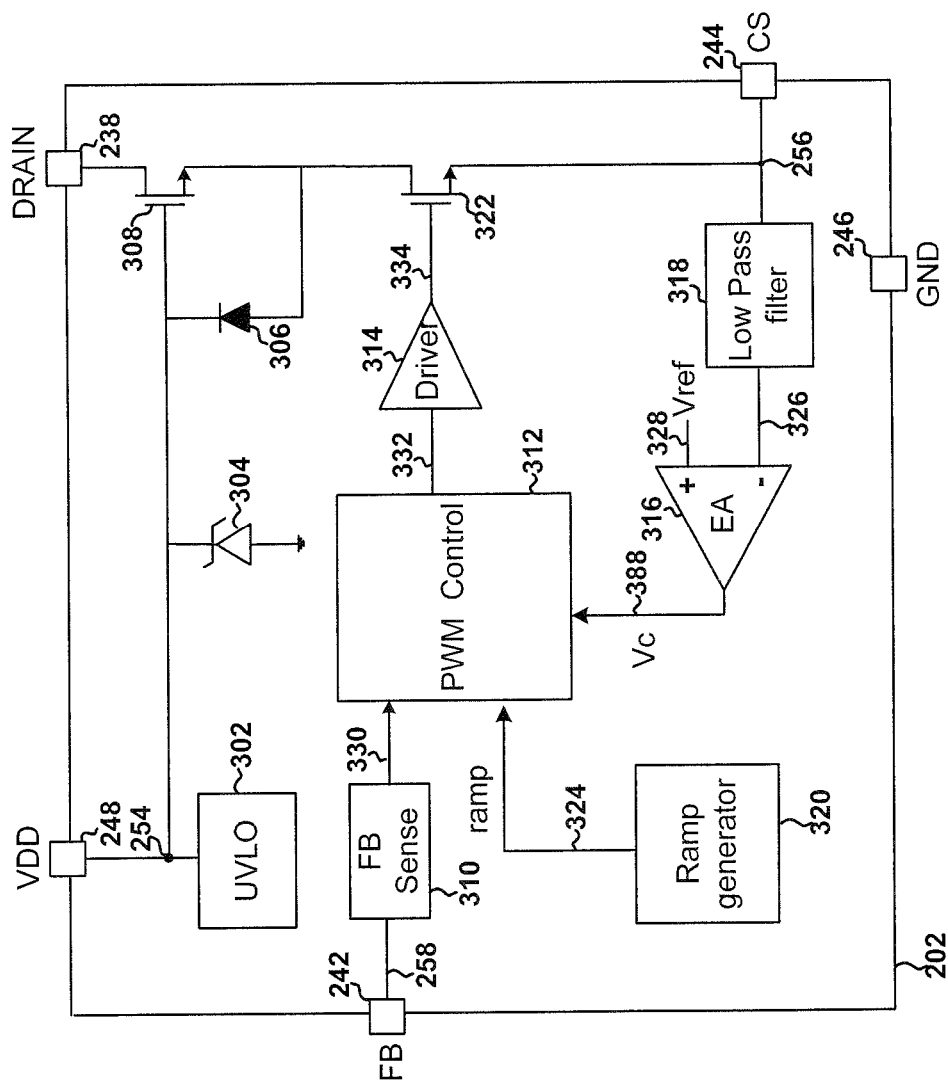 VDD
DRAIN
248
238
254
308
302
UVLO
304
306
242
FB
258
FB
Sense
310
330
332
314
Driver
334
322
PWM Control
312
ramp
324
Ramp
generator
320
Vc
388
316
EA
+
-
328
Vref
326
318
Low Pass
filter
256
244
CS
246
GND
202